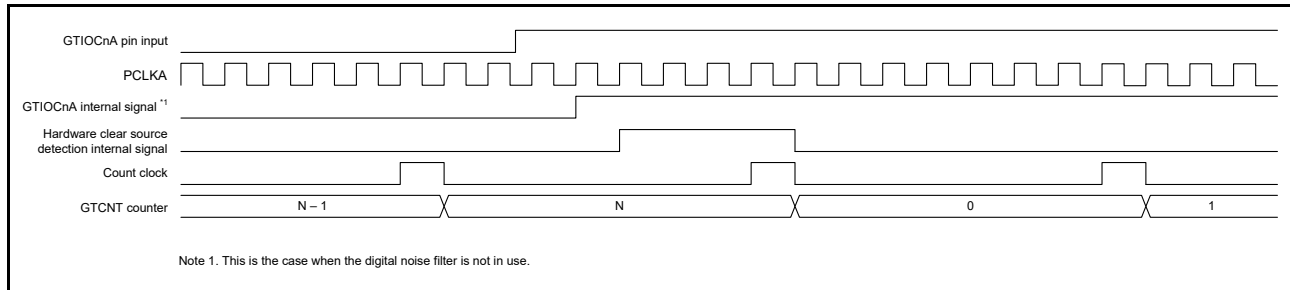 GTIOCnA pin input
PCLKA
GTIOCnA internal signal *1
Hardware clear source
detection internal signal
Count clock
GTCNT counter
N – 1
N
0
1
Note 1. This is the case when the digital noise filter is not in use.